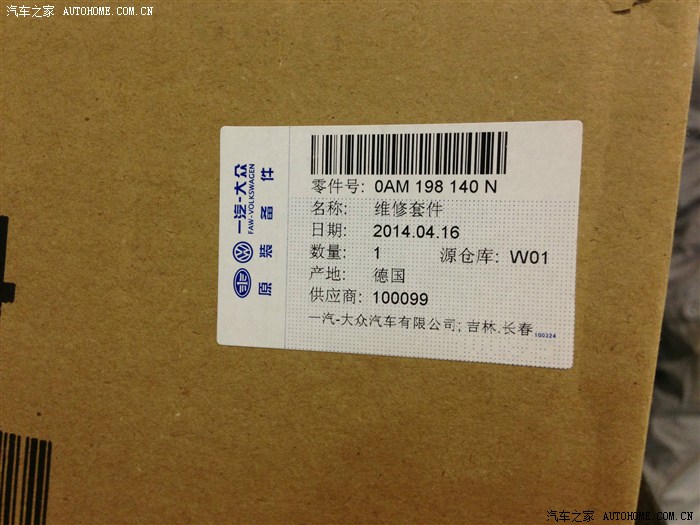 汽车之家 AUTOHOME.COM.CN
一汽-大众
FAW-VOLKSWAGEN
原装备件
零件号: 0AM 198 140 N
名称: 维修套件
日期: 2014.04.16
数量: 1 源仓库: W01
产地: 德国
供应商: 100099
一汽-大众汽车有限公司; 吉林.长春 100324
汽车之家 AUTOHOME.COM.CN